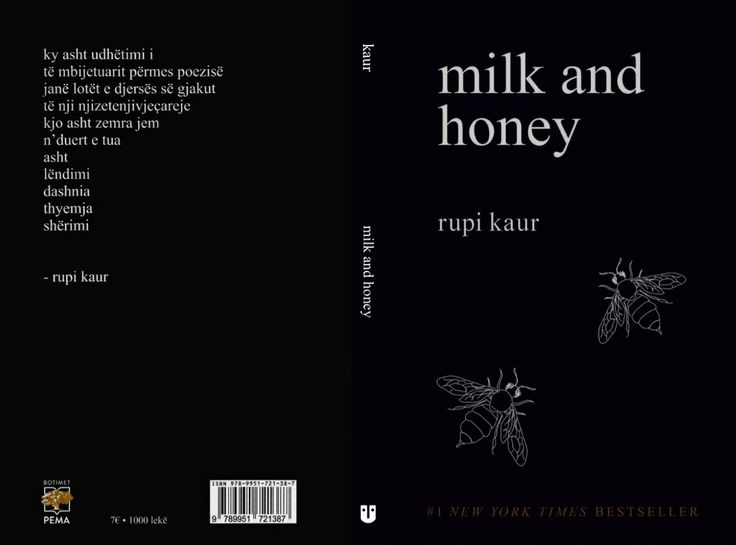 ky asht udhëtimi i
të mbijetuarit përmes poezisë
janë lotët e djersës së gjakut
të nji njizetenjivjeçareje
kjo asht zemra jem
n’duert e tua
asht
lëndimi
dashnia
thyemja
shërimi
- rupi kaur
BOTIMET
PEMA
7€ • 1000 lekë
ISBN 978-9951-721-38-7
9 789951 721387
kaur
milk and honey
milk and
honey
rupi kaur
#1 NEW YORK TIMES BESTSELLER